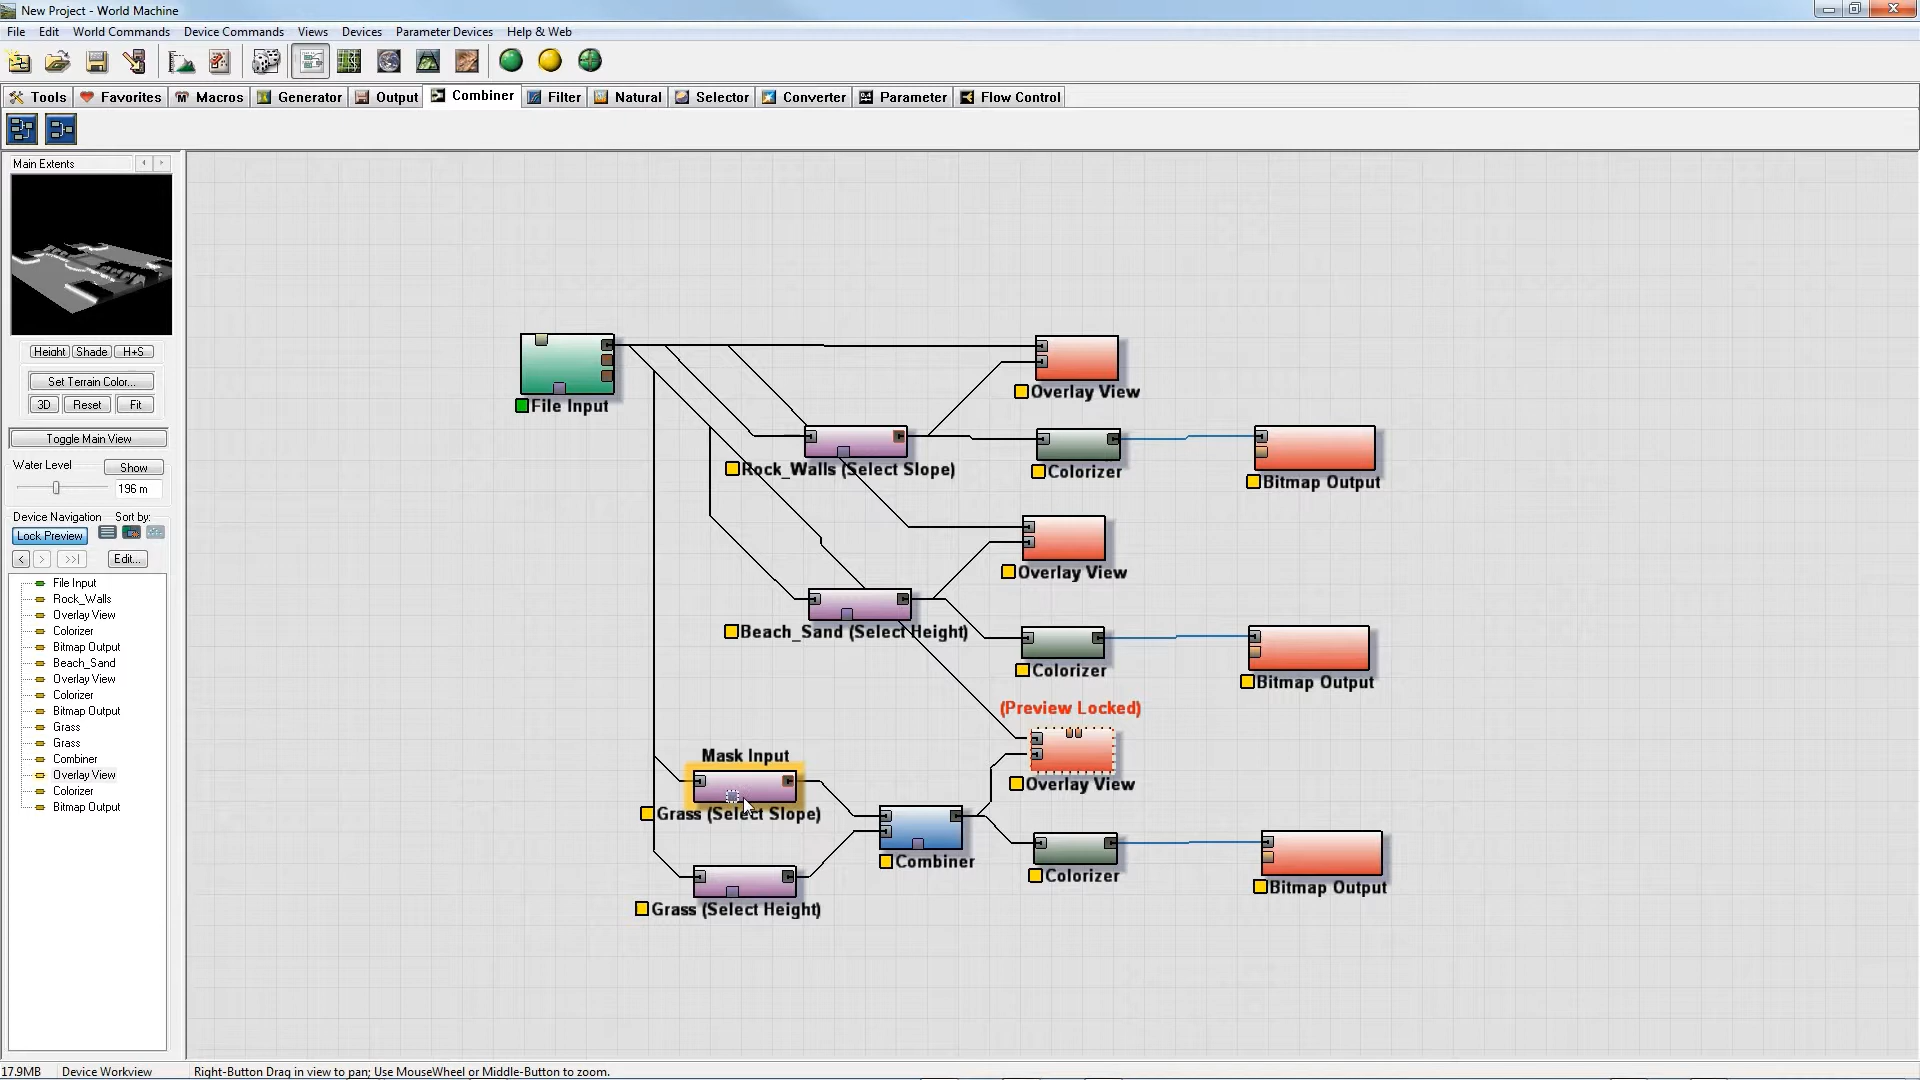 New Project - World Machine
File Edit World Commands Device Commands Views Devices Parameter Devices Help & Web
Tools Favorites Macros Generator Output Combiner Filter Natural Selector Converter Parameter Flow Control
Main Extents
Height Shade H+S
Set Terrain Color...
3D Reset Fit
Toggle Main View
Water Level Show
196 m
Device Navigation Sort by:
Lock Preview
< > >>| Edit...
File Input
Rock_Walls
Overlay View
Colorizer
Bitmap Output
Beach_Sand
Overlay View
Colorizer
Bitmap Output
Grass
Grass
Combiner
Overlay View
Colorizer
Bitmap Output
File Input
Overlay View
Rock_Walls (Select Slope)
Colorizer
Bitmap Output
Overlay View
Beach_Sand (Select Height)
Colorizer
Bitmap Output
(Preview Locked)
Overlay View
Mask Input
Grass (Select Slope)
Combiner
Colorizer
Bitmap Output
Grass (Select Height)
17.9MB Device Workview Right-Button Drag in view to pan; Use MouseWheel or Middle-Button to zoom.